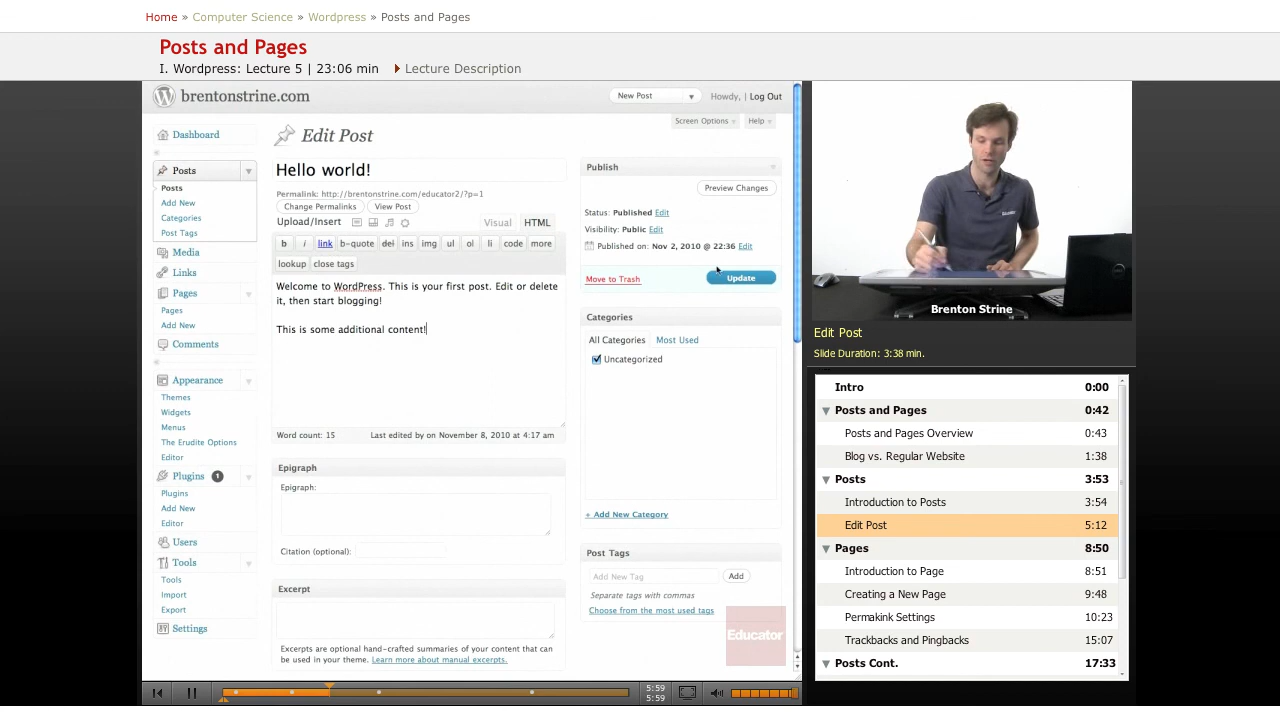 Home » Computer Science » Wordpress » Posts and Pages
Posts and Pages
I. Wordpress: Lecture 5 | 23:06 min
Lecture Description
brentonstrine.com
New Post
Howdy, | Log Out
Screen Options
Help
Dashboard
Posts
Posts
Add New
Categories
Post Tags
Media
Links
Pages
Pages
Add New
Comments
Appearance
Themes
Widgets
Menus
The Erudite Options
Editor
Plugins 1
Plugins
Add New
Editor
Users
Tools
Tools
Import
Export
Settings
Edit Post
Hello world!
Permalink: http://brentonstrine.com/educator2/?p=1
Change Permalinks
View Post
Upload/Insert
Visual
HTML
b i link b-quote del ins img ul ol li code more
lookup close tags
Welcome to WordPress. This is your first post. Edit or delete
it, then start blogging!
This is some additional content!
Word count: 15
Last edited by on November 8, 2010 at 4:17 am
Epigraph
Epigraph:
Citation (optional):
Excerpt
Excerpts are optional hand-crafted summaries of your content that
can be used in your theme. Learn more about manual excerpts.
Publish
Preview Changes
Status: Published Edit
Visibility: Public Edit
Published on: Nov 2, 2010 @ 22:36 Edit
Move to Trash
Update
Categories
All Categories
Most Used
Uncategorized
+ Add New Category
Post Tags
Add New Tag
Add
Separate tags with commas
Choose from the most used tags
Educator
5:59
5:59
Brenton Strine
Edit Post
Slide Duration: 3:38 min.
Intro 0:00
Posts and Pages 0:42
Posts and Pages Overview 0:43
Blog vs. Regular Website 1:38
Posts 3:53
Introduction to Posts 3:54
Edit Post 5:12
Pages 8:50
Introduction to Page 8:51
Creating a New Page 9:48
Permakink Settings 10:23
Trackbacks and Pingbacks 15:07
Posts Cont. 17:33